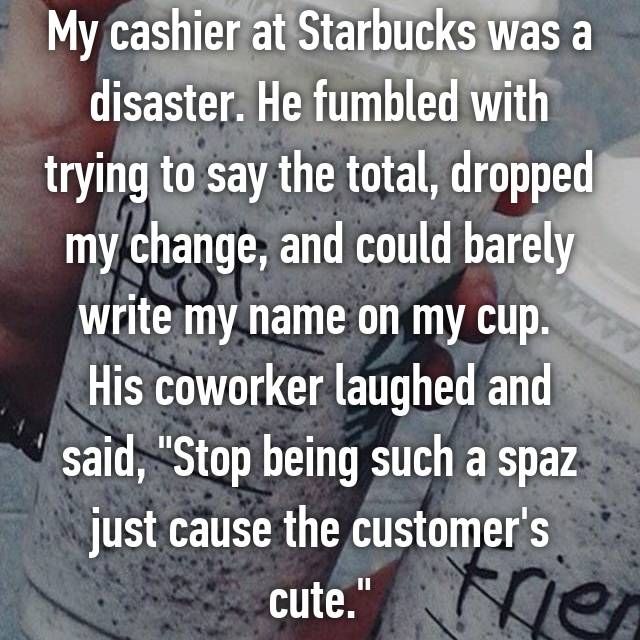 My cashier at Starbucks was a
disaster. He fumbled with
trying to say the total, dropped
my change, and could barely
write my name on my cup.
His coworker laughed and
said, "Stop being such a spaz
just cause the customer's
cute."
Best
Frien